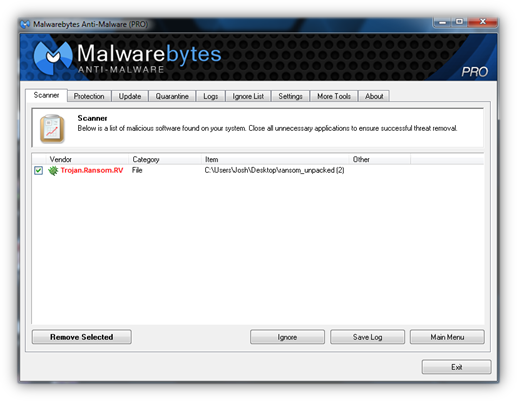 Malwarebytes Anti-Malware (PRO)
Malwarebytes
ANTI-MALWARE
PRO
Scanner Protection Update Quarantine Logs Ignore List Settings More Tools About
Scanner
Below is a list of malicious software found on your system. Close all unnecessary applications to ensure successful threat removal.
Vendor Category Item Other
Trojan.Ransom.RV File C:\Users\Josh\Desktop\ransom_unpacked (2)
Remove Selected Ignore Save Log Main Menu
Exit